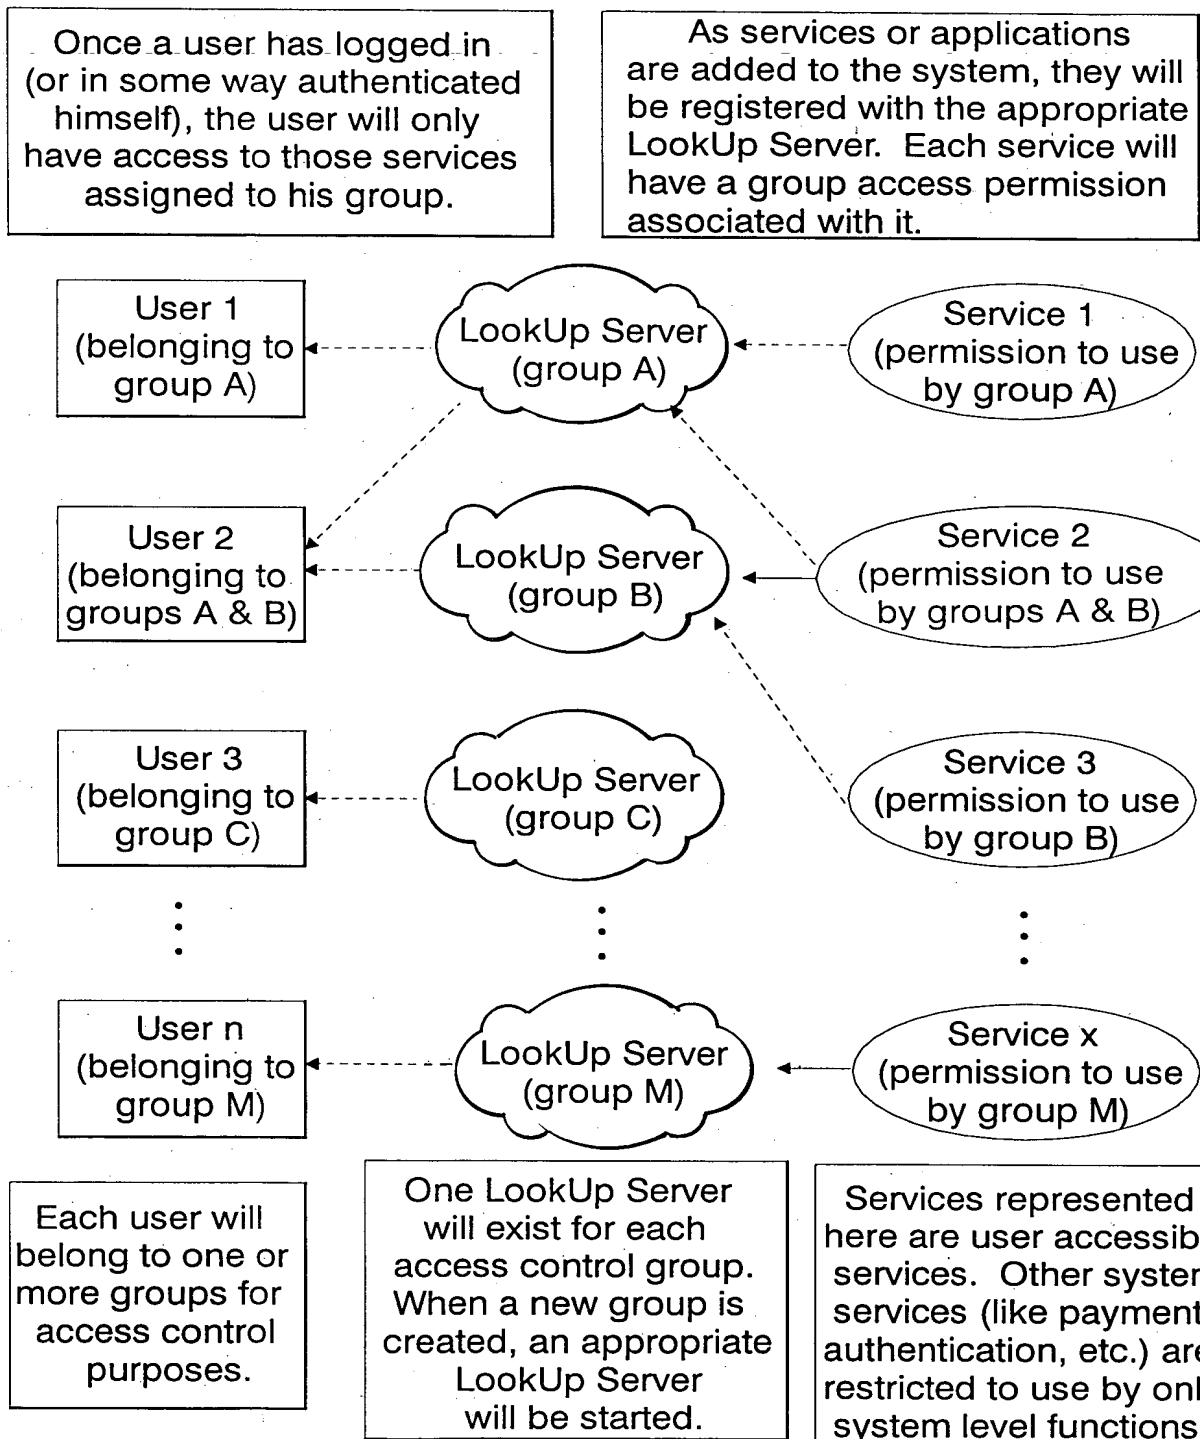 Once a user has logged in
(or in some way authenticated
himself), the user will only
have access to those services
assigned to his group.
As services or applications
are added to the system, they will
be registered with the appropriate
LookUp Server. Each service will
have a group access permission
associated with it.
User 1
(belonging to
group A)
LookUp Server
(group A)
Service 1
(permission to use
by group A)
User 2
(belonging to
groups A & B)
LookUp Server
(group B)
Service 2
(permission to use
by groups A & B)
User 3
(belonging to
group C)
LookUp Server
(group C)
Service 3
(permission to use
by group B)
User n
(belonging to
group M)
LookUp Server
(group M)
Service x
(permission to use
by group M)
Each user will
belong to one or
more groups for
access control
purposes.
One LookUp Server
will exist for each
access control group.
When a new group is
created, an appropriate
LookUp Server
will be started.
Services represented
here are user accessib
services. Other system
services (like payment
authentication, etc.) are
restricted to use by onl
system level functions